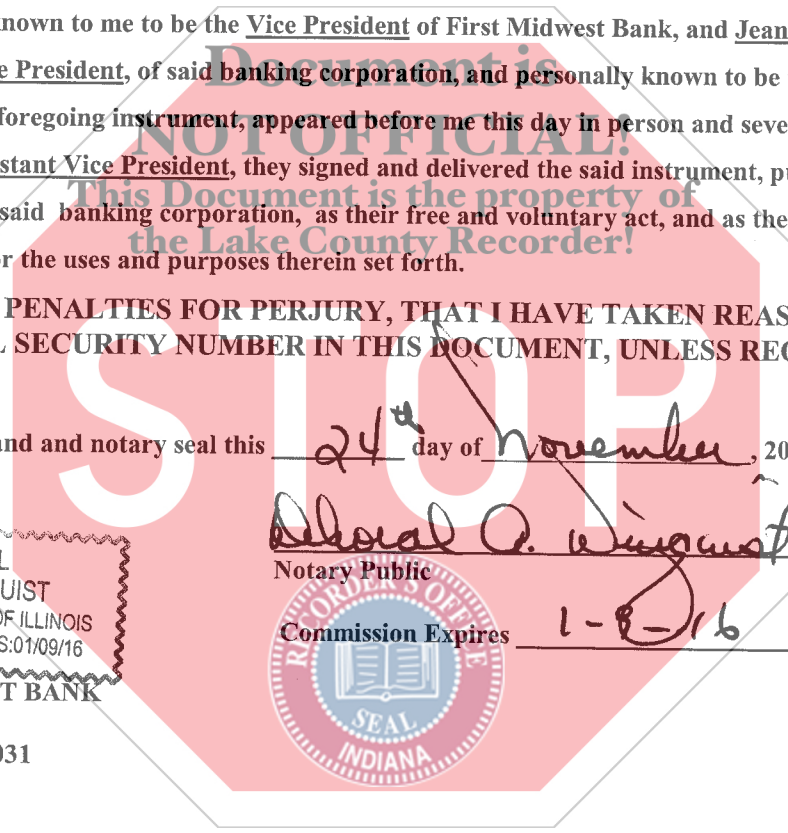 nown to me to be the Vice President of First Midwest Bank, and Jean
e President, of said banking corporation, and personally known to be
Document is
foregoing instrument, appeared before me this day in person and seve
NOT OFFICIAL!
stant Vice President, they signed and delivered the said instrument, pu
This Document is the property of
said banking corporation, as their free and voluntary act, and as the
the Lake County Recorder!
r the uses and purposes therein set forth.
PENALTIES FOR PERJURY, THAT I HAVE TAKEN REAS
L SECURITY NUMBER IN THIS DOCUMENT, UNLESS REQ
STOP
and and notary seal this 24th day of November, 20
Deborah A. Wingquist
Notary Public
L
UIST
OF ILLINOIS
S:01/09/16
Commission Expires 1-9-16
T BANK
031
RECORDER'S OFFICE
SEAL
INDIANA